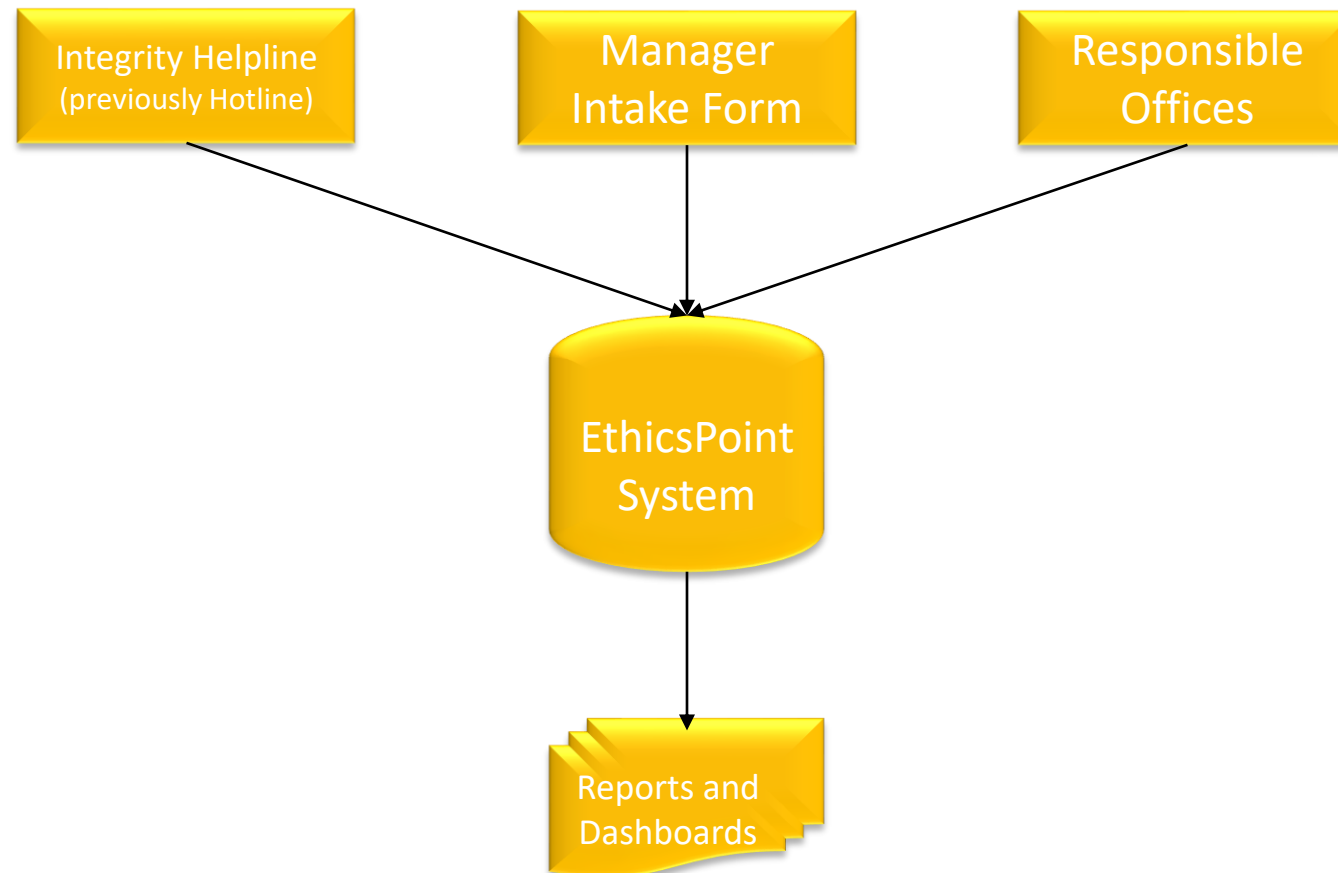 Integrity Helpline
(previously Hotline)
Manager
Intake Form
Responsible
Offices
EthicsPoint
System
Reports and
Dashboards